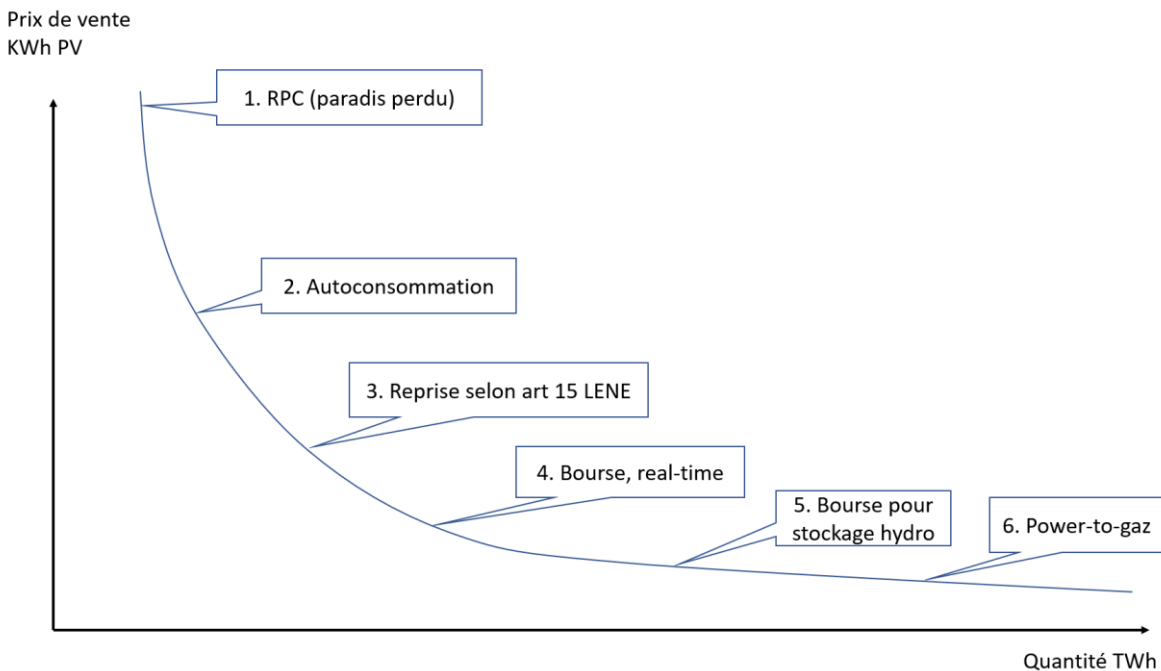 Prix de vente
KWh PV
1. RPC (paradis perdu)
2. Autoconsommation
3. Reprise selon art 15 LENE
4. Bourse, real-time
5. Bourse pour
stockage hydro
6. Power-to-gaz
Quantité TWh